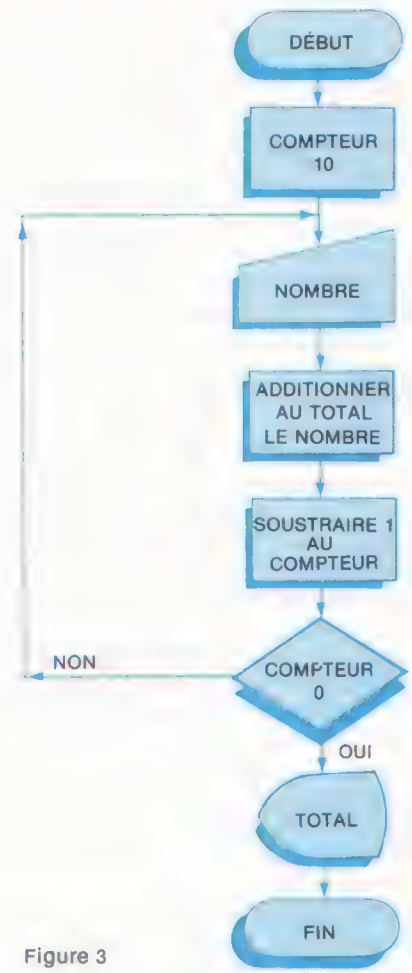 DÉBUT
COMPTEUR
10
NOMBRE
ADDITIONNER
AU TOTAL
LE NOMBRE
SOUSTRAIRE 1
AU
COMPTEUR
NON
COMPTEUR
0
OUI
TOTAL
FIN
Figure 3